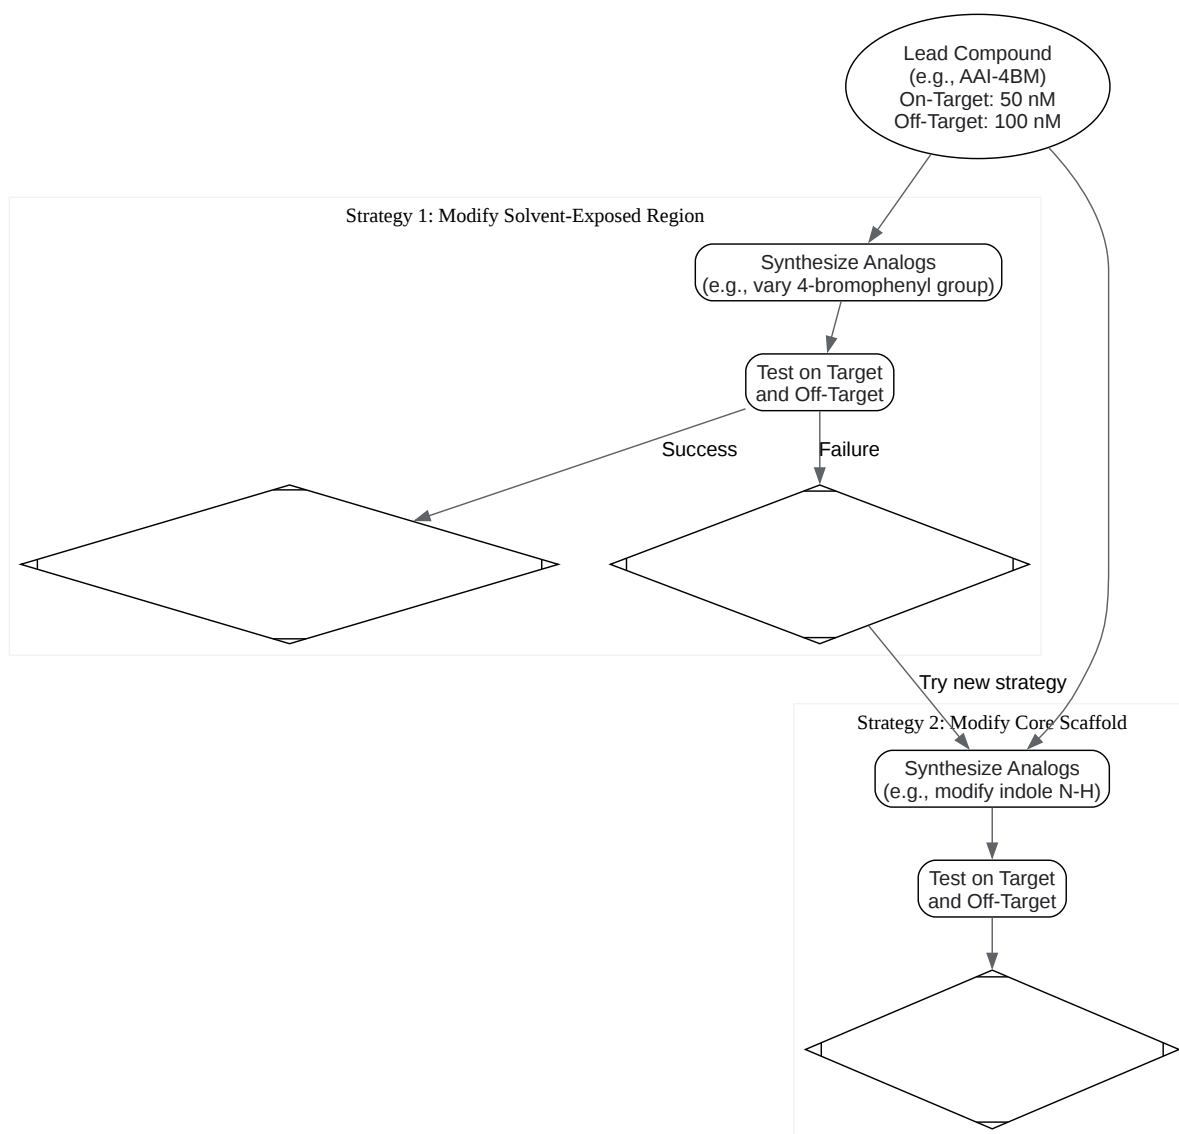 Lead Compound
(e.g., AAI-4BM)
On-Target: 50 nM
Off-Target: 100 nM
Strategy 1: Modify Solvent-Exposed Region
Synthesize Analogs
(e.g., vary 4-bromophenyl group)
Test on Target
and Off-Target
Success
Failure
Try new strategy
Strategy 2: Modify Core Scaffold
Synthesize Analogs
(e.g., modify indole N-H)
Test on Target
and Off-Target